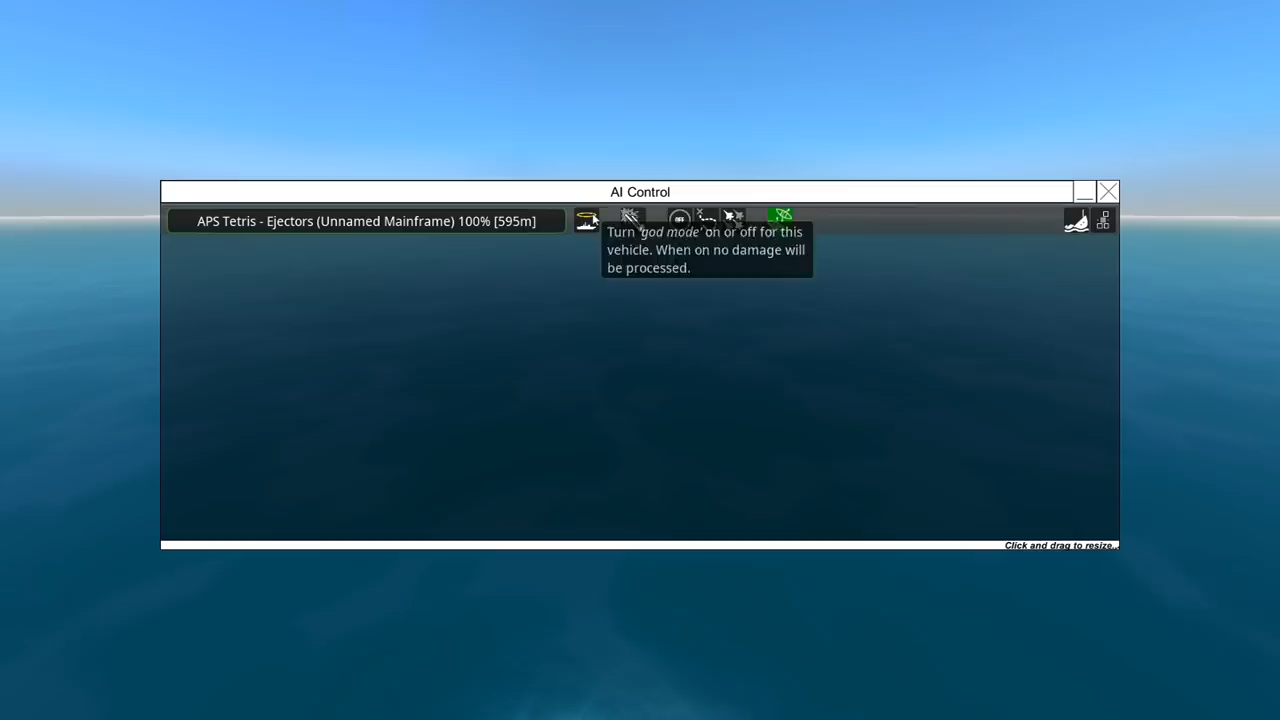 AI Control
APS Tetris - Ejectors (Unnamed Mainframe) 100% [595m]
OFF
Turn 'god mode' on or off for this
vehicle. When on no damage will
be processed.
Click and drag to resize...